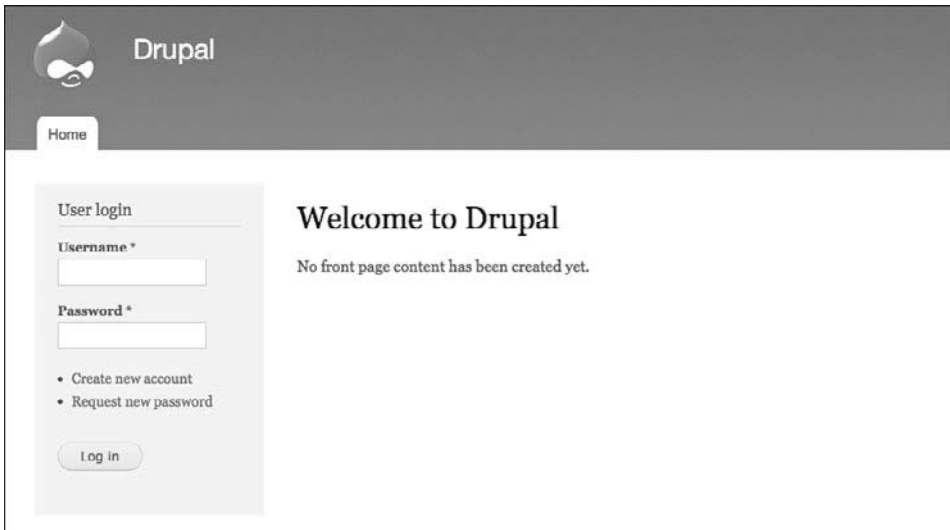 Drupal
Home
User login
Username *
Password *
• Create new account
• Request new password
Log in
Welcome to Drupal
No front page content has been created yet.